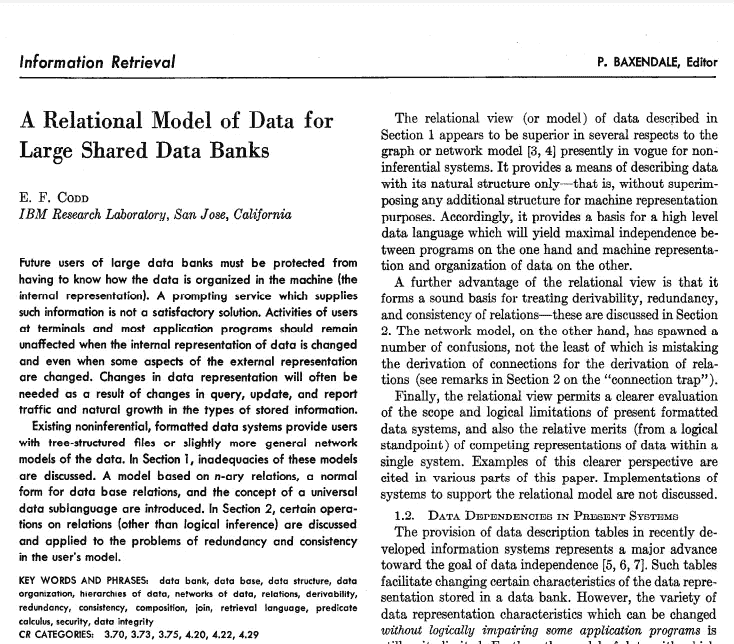 Information Retrieval
P. BAXENDALE, Editor
A Relational Model of Data for
Large Shared Data Banks
E. F. CODD
IBM Research Laboratory, San Jose, California
Future users of large data banks must be protected from
having to know how the data is organized in the machine (the
internal representation). A prompting service which supplies
such information is not a satisfactory solution. Activities of users
at terminals and most application programs should remain
unaffected when the internal representation of data is changed
and even when some aspects of the external representation
are changed. Changes in data representation will often be
needed as a result of changes in query, update, and report
traffic and natural growth in the types of stored information.
Existing noninferential, formatted data systems provide users
with tree-structured files or slightly more general network
models of the data. In Section 1, inadequacies of these models
are discussed. A model based on n-ary relations, a normal
form for data base relations, and the concept of a universal
data sublanguage are introduced. In Section 2, certain opera-
tions on relations (other than logical inference) are discussed
and applied to the problems of redundancy and consistency
in the user's model.
KEY WORDS AND PHRASES: data bank, data base, data structure, data
organization, hierarchies of data, networks of data, relations, derivability,
redundancy, consistency, composition, join, retrieval language, predicate
calculus, security, data integrity
CR CATEGORIES: 3.70, 3.73, 3.75, 4.20, 4.22, 4.29
The relational view (or model) of data described in
Section 1 appears to be superior in several respects to the
graph or network model [3, 4] presently in vogue for non-
inferential systems. It provides a means of describing data
with its natural structure only—that is, without superim-
posing any additional structure for machine representation
purposes. Accordingly, it provides a basis for a high level
data language which will yield maximal independence be-
tween programs on the one hand and machine representa-
tion and organization of data on the other.
A further advantage of the relational view is that it
forms a sound basis for treating derivability, redundancy,
and consistency of relations—these are discussed in Section
2. The network model, on the other hand, has spawned a
number of confusions, not the least of which is mistaking
the derivation of connections for the derivation of rela-
tions (see remarks in Section 2 on the "connection trap").
Finally, the relational view permits a clearer evaluation
of the scope and logical limitations of present formatted
data systems, and also the relative merits (from a logical
standpoint) of competing representations of data within a
single system. Examples of this clearer perspective are
cited in various parts of this paper. Implementations of
systems to support the relational model are not discussed.
1.2. DATA DEPENDENCIES IN PRESENT SYSTEMS
The provision of data description tables in recently de-
veloped information systems represents a major advance
toward the goal of data independence [5, 6, 7]. Such tables
facilitate changing certain characteristics of the data repre-
sentation stored in a data bank. However, the variety of
data representation characteristics which can be changed
without logically impairing some application programs is